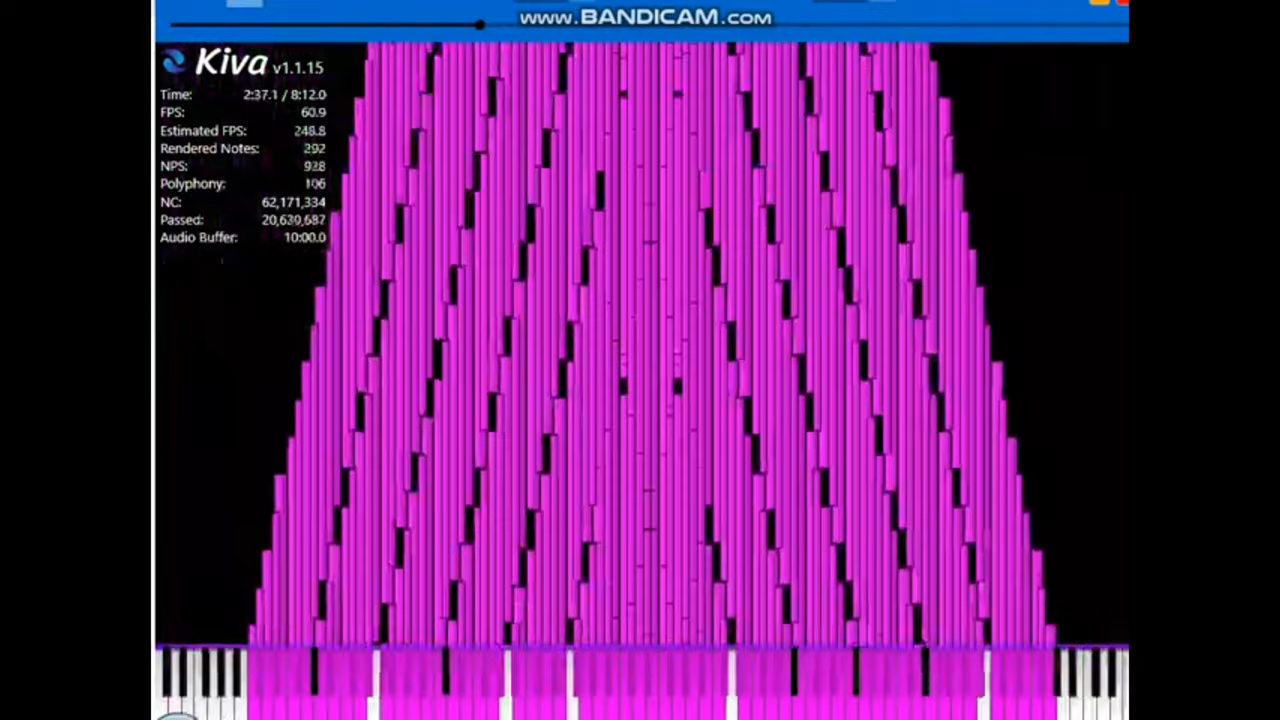 WWW.BANDICAM.COM
Kiva v1.1.15
Time: 2:37.1 / 8:12.0
FPS: 60.9
Estimated FPS: 248.8
Rendered Notes: 292
NPS: 928
Polyphony: 106
NC: 62,171,334
Passed: 20,639,687
Audio Buffer: 10:00.0